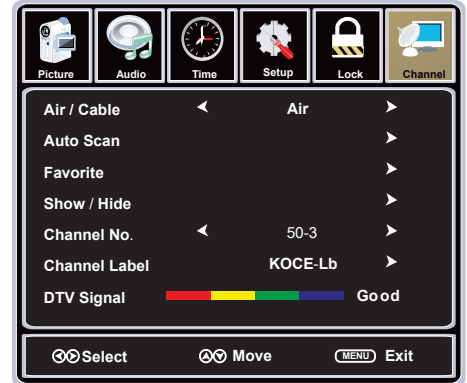 Picture Audio Time Setup Lock Channel
Air / Cable Air
Auto Scan
Favorite
Show / Hide
Channel No. 50-3
Channel Label KOCE-Lb
DTV Signal Good
Select Move MENU Exit